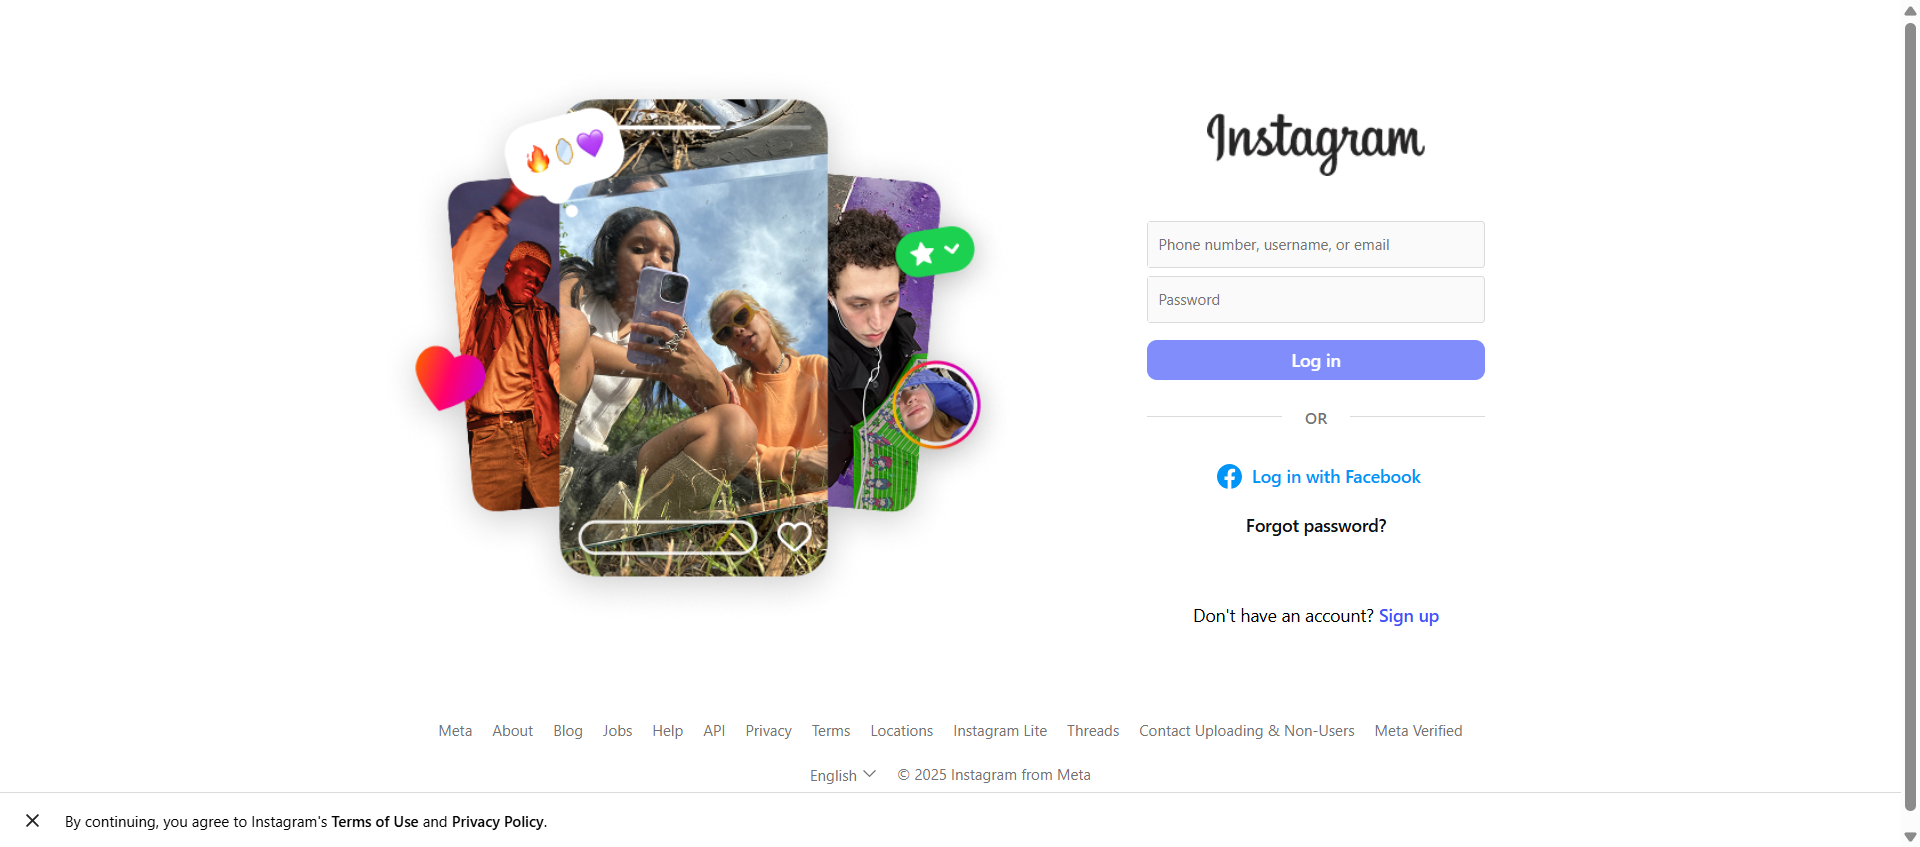 Instagram
Phone number, username, or email
Password
Log in
OR
Log in with Facebook
Forgot password?
Don't have an account? Sign up
Meta About Blog Jobs Help API Privacy Terms Locations Instagram Lite Threads Contact Uploading & Non-Users Meta Verified
English © 2025 Instagram from Meta
By continuing, you agree to Instagram's Terms of Use and Privacy Policy.